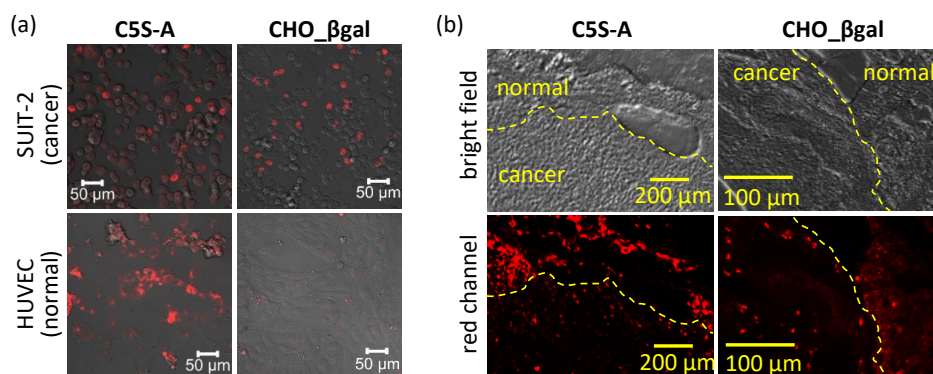 (a)
C5S-A
CHO_βgal
SUIT-2
(cancer)
50 µm
50 µm
HUVEC
(normal)
50 µm
50 µm
(b)
C5S-A
CHO_βgal
bright field
normal
cancer
200 µm
cancer
normal
100 µm
red channel
200 µm
100 µm